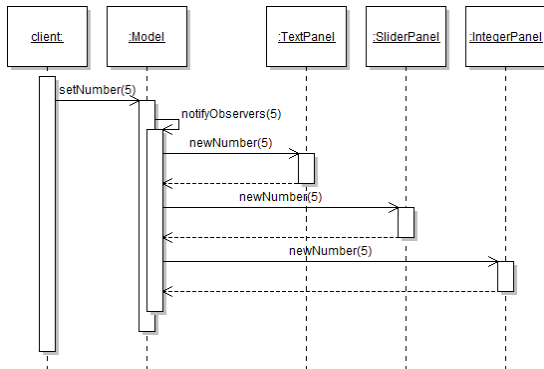 client:
:Model
:TextPanel
:SliderPanel
:IntegerPanel
setNumber(5)
notifyObservers(5)
newNumber(5)
newNumber(5)
newNumber(5)